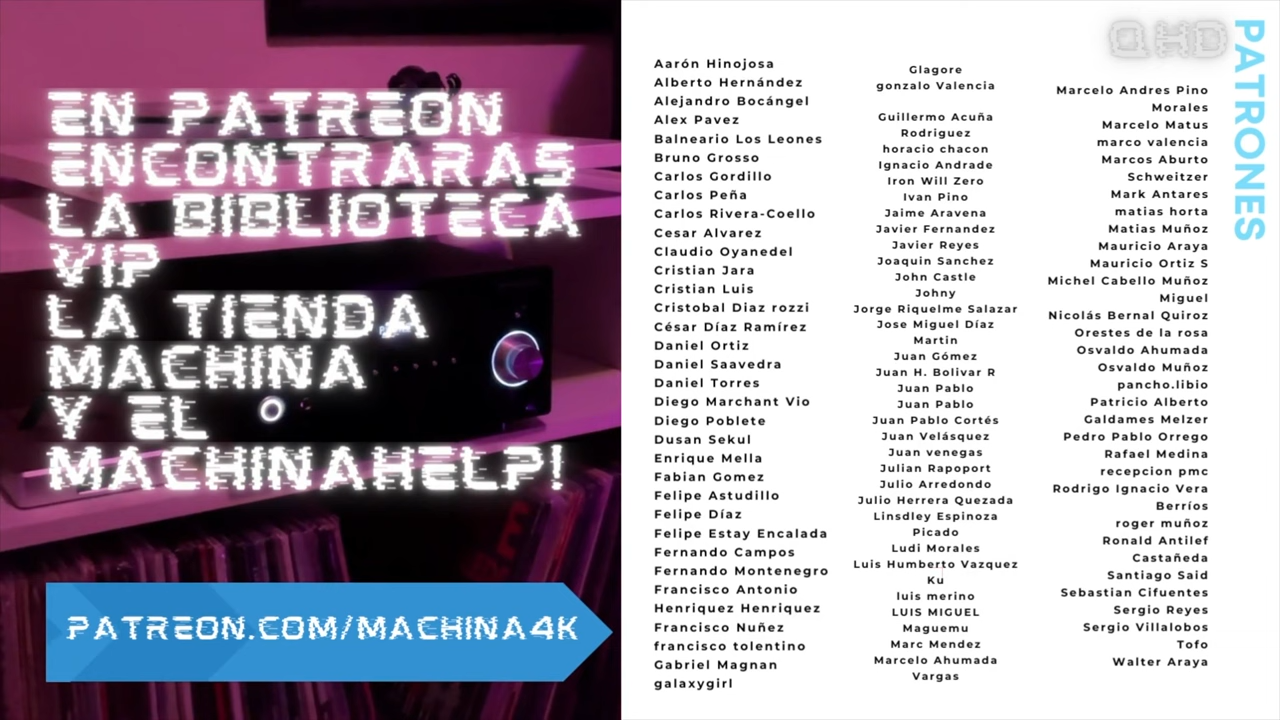 EN PATREON
ENCONTRARAS
LA BIBLIOTECA
VIP
LA TIENDA
MACHINA
Y EL
MACHINAHELP!
PATREON.COM/MACHINA4K
Aarón Hinojosa
Alberto Hernández
Alejandro Bocángel
Alex Pavez
Balneario Los Leones
Bruno Grosso
Carlos Gordillo
Carlos Peña
Carlos Rivera-Coello
Cesar Alvarez
Claudio Oyanedel
Cristian Jara
Cristian Luis
Cristobal Diaz rozzi
César Díaz Ramírez
Daniel Ortiz
Daniel Saavedra
Daniel Torres
Diego Marchant Vio
Diego Poblete
Dusan Sekul
Enrique Mella
Fabian Gomez
Felipe Astudillo
Felipe Díaz
Felipe Estay Encalada
Fernando Campos
Fernando Montenegro
Francisco Antonio
Henriquez Henriquez
Francisco Nuñez
francisco tolentino
Gabriel Magnan
galaxygirl
Glagore
gonzalo Valencia
Guillermo Acuña
Rodriguez
horacio chacon
Ignacio Andrade
Iron Will Zero
Ivan Pino
Jaime Aravena
Javier Fernandez
Javier Reyes
Joaquin Sanchez
John Castle
Johny
Jorge Riquelme Salazar
Jose Miguel Díaz
Martin
Juan Gómez
Juan H. Bolivar R
Juan Pablo
Juan Pablo
Juan Pablo Cortés
Juan Velásquez
Juan venegas
Julian Rapoport
Julio Arredondo
Julio Herrera Quezada
Linsdley Espinoza
Picado
Ludi Morales
Luis Humberto Vazquez
Ku
luis merino
LUIS MIGUEL
Maguemu
Marc Mendez
Marcelo Ahumada
Vargas
Marcelo Andres Pino
Morales
Marcelo Matus
marco valencia
Marcos Aburto
Schweitzer
Mark Antares
matias horta
Matias Muñoz
Mauricio Araya
Mauricio Ortiz S
Michel Cabello Muñoz
Miguel
Nicolás Bernal Quiroz
Orestes de la rosa
Osvaldo Ahumada
Osvaldo Muñoz
pancho.libio
Patricio Alberto
Galdames Melzer
Pedro Pablo Orrego
Rafael Medina
recepcion pmc
Rodrigo Ignacio Vera
Berríos
roger muñoz
Ronald Antilef
Castañeda
Santiago Said
Sebastian Cifuentes
Sergio Reyes
Sergio Villalobos
Tofo
Walter Araya
PATRONES